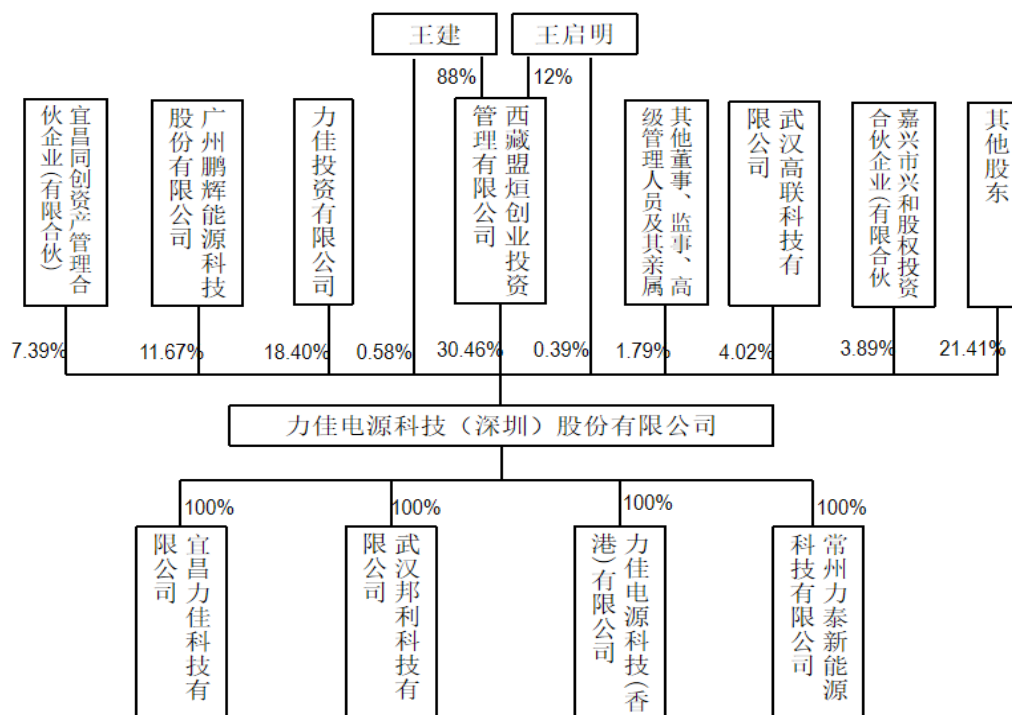 王建
王启明
88%
12%
宜昌同创资产管理合
伙企业(有限合伙)
广州鹏辉能源科技
股份有限公司
力佳投资有限公司
西藏盟烜创业投资
管理有限公司
其他董事、监事、高
级管理人员及其亲属
武汉高联科技有
限公司
嘉兴市兴和股权投资
合伙企业(有限合伙
其他股东
7.39%
11.67%
18.40%
0.58%
30.46%
0.39%
1.79%
4.02%
3.89%
21.41%
力佳电源科技（深圳）股份有限公司
100%
100%
100%
100%
宜昌力佳科技有
限公司
武汉邦利科技有
限公司
力佳电源科技(香
港)有限公司
常州力泰新能源
科技有限公司